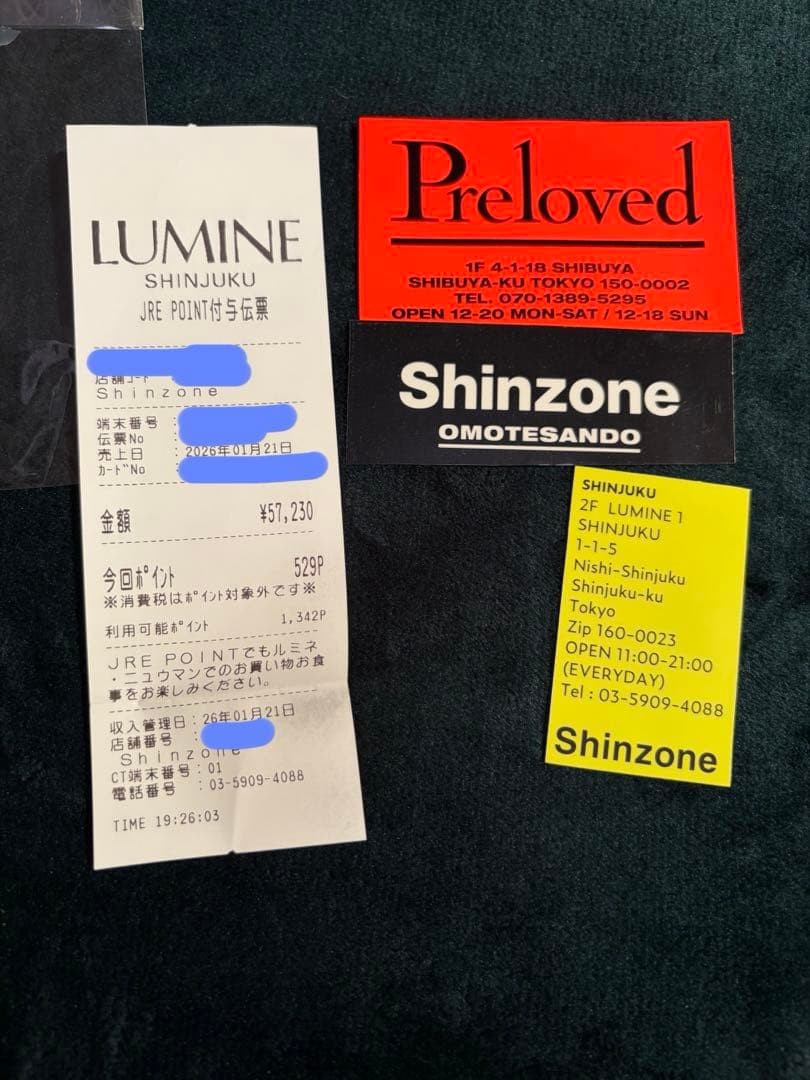 LUMINE
SHINJUKU
JRE POINT付与伝票
店舗コード
Shinzone
端末番号 :
伝票No :
売上日 : 2026年01月21日
カードNo :
金額 ¥57,230
今回ポイント 529P
※消費税はポイント対象外です※
利用可能ポイント 1,342P
JRE POINTでもルミネ
・ニュウマンでのお買い物お食
事をお楽しみください。
収入管理日:26年01月21日
店舗番号 :
Shinzone
CT端末番号:01
電話番号 :03-5909-4088
TIME 19:26:03
Preloved
1F 4-1-18 SHIBUYA
SHIBUYA-KU TOKYO 150-0002
TEL. 070-1389-5295
OPEN 12-20 MON-SAT / 12-18 SUN
Shinzone
OMOTESANDO
SHINJUKU
2F LUMINE 1
SHINJUKU
1-1-5
Nishi-Shinjuku
Shinjuku-ku
Tokyo
Zip 160-0023
OPEN 11:00-21:00
(EVERYDAY)
Tel : 03-5909-4088
Shinzone